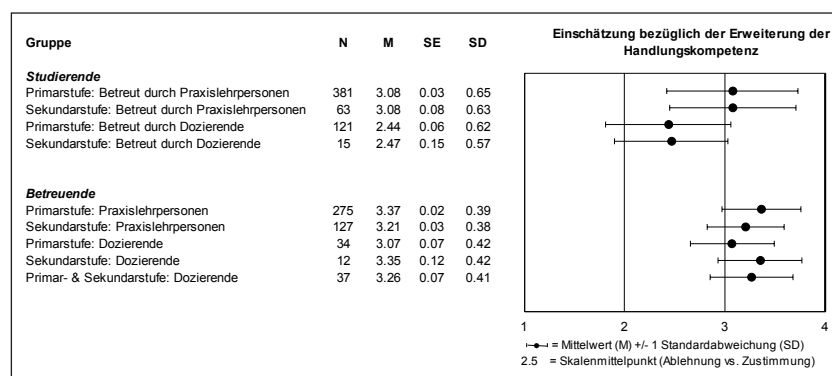 Gruppe N M SE SD Einschätzung bezüglich der Erweiterung der
Handlungskompetenz
Studierende
Primarstufe: Betreut durch Praxislehrpersonen 381 3.08 0.03 0.65
Sekundarstufe: Betreut durch Praxislehrpersonen 63 3.08 0.08 0.63
Primarstufe: Betreut durch Dozierende 121 2.44 0.06 0.62
Sekundarstufe: Betreut durch Dozierende 15 2.47 0.15 0.57
Betreuende
Primarstufe: Praxislehrpersonen 275 3.37 0.02 0.39
Sekundarstufe: Praxislehrpersonen 127 3.21 0.03 0.38
Primarstufe: Dozierende 34 3.07 0.07 0.42
Sekundarstufe: Dozierende 12 3.35 0.12 0.42
Primar- & Sekundarstufe: Dozierende 37 3.26 0.07 0.41
1 2 3 4
= Mittelwert (M) +/- 1 Standardabweichung (SD)
2.5 = Skalenmittelpunkt (Ablehnung vs. Zustimmung)